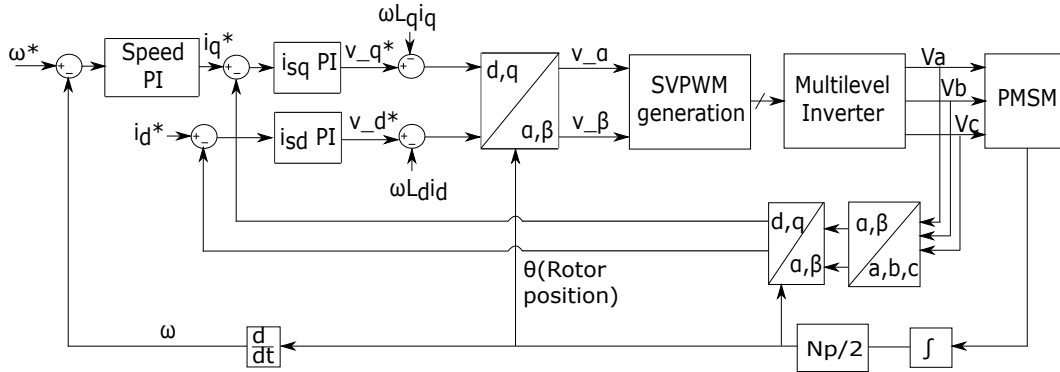 ωLqiq
ω*
Speed
PI
iq*
isq PI
v_q*
d,q
α,β
v_α
v_β
SVPWM
generation
Multilevel
Inverter
Va
Vb
Vc
PMSM
id*
isd PI
v_d*
ωLdid
d,q
α,β
α,β
a,b,c
θ(Rotor
position)
ω
d
dt
Np/2
∫